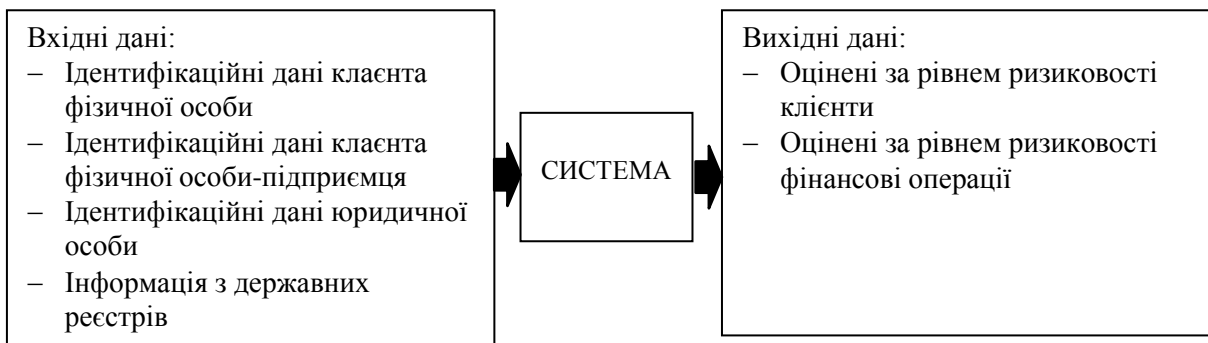 Вхідні дані:
– Ідентифікаційні дані клаєнта
фізичної особи
– Ідентифікаційні дані клаєнта
фізичної особи-підприємця
– Ідентифікаційні дані юридичної
особи
– Інформація з державних
реєстрів
СИСТЕМА
Вихідні дані:
– Оцінені за рівнем ризиковості
клієнти
– Оцінені за рівнем ризиковості
фінансові операції